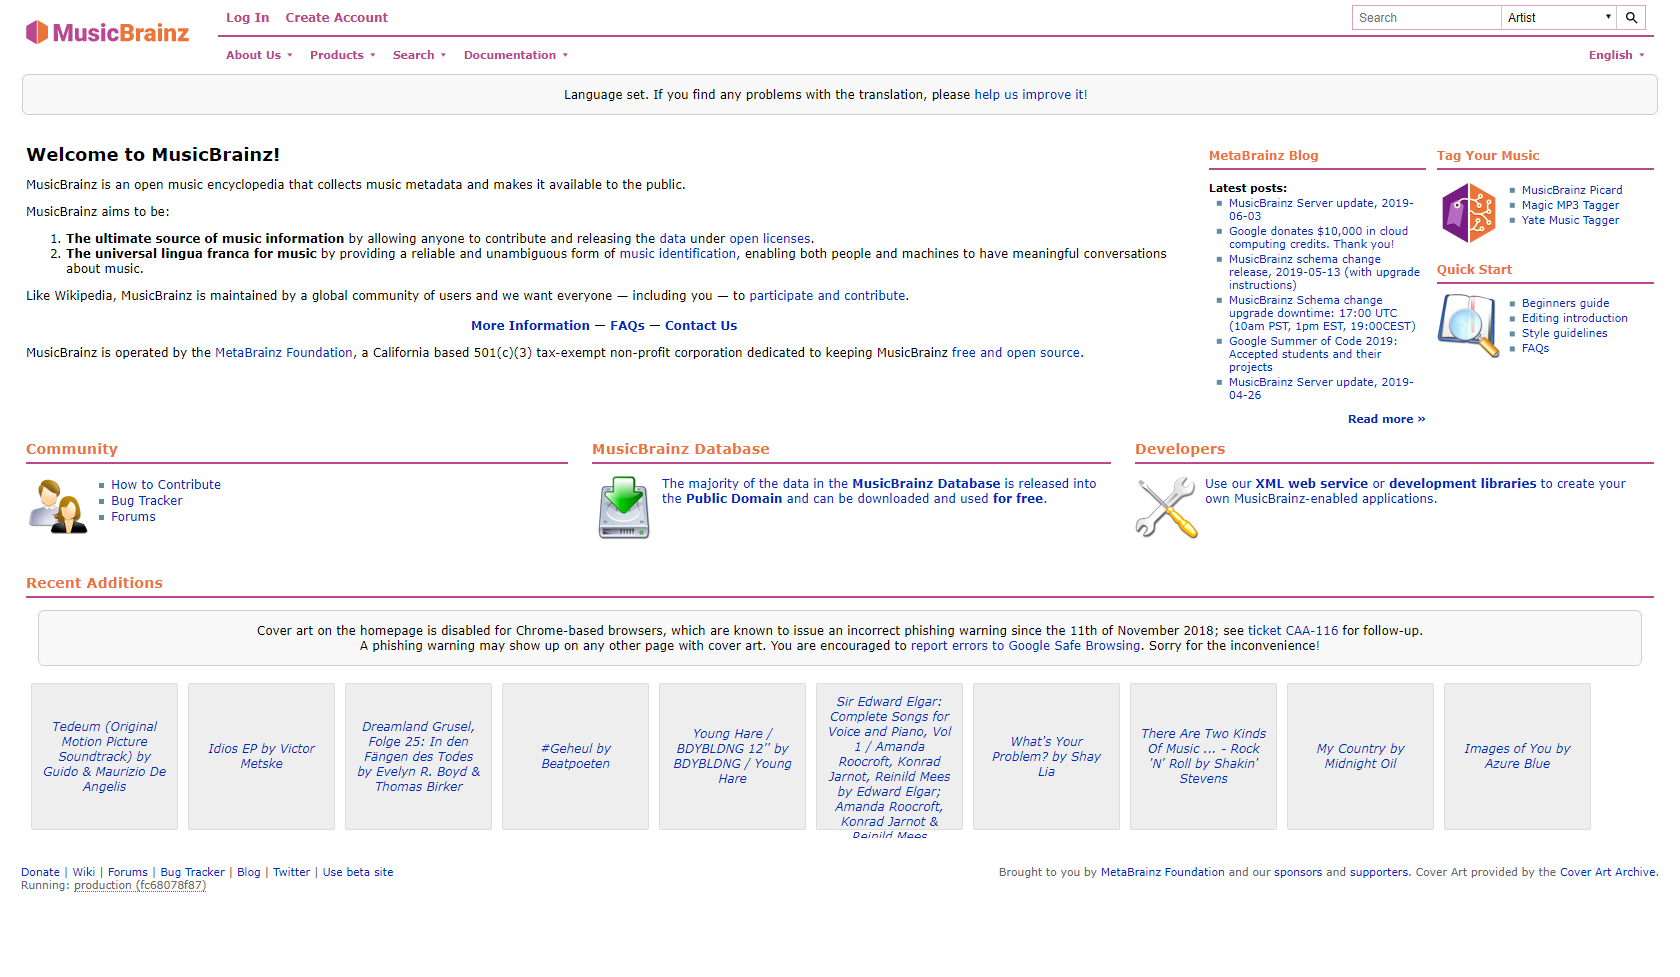 MusicBrainz
Log In Create Account
Search Artist
About Us Products Search Documentation English
Language set. If you find any problems with the translation, please help us improve it!
Welcome to MusicBrainz!
MusicBrainz is an open music encyclopedia that collects music metadata and makes it available to the public.
MusicBrainz aims to be:
1. The ultimate source of music information by allowing anyone to contribute and releasing the data under open licenses.
2. The universal lingua franca for music by providing a reliable and unambiguous form of music identification, enabling both people and machines to have meaningful conversations
about music.
Like Wikipedia, MusicBrainz is maintained by a global community of users and we want everyone — including you — to participate and contribute.
More Information — FAQs — Contact Us
MusicBrainz is operated by the MetaBrainz Foundation, a California based 501(c)(3) tax-exempt non-profit corporation dedicated to keeping MusicBrainz free and open source.
MetaBrainz Blog
Latest posts:
MusicBrainz Server update, 2019-
06-03
Google donates $10,000 in cloud
computing credits. Thank you!
MusicBrainz schema change
release, 2019-05-13 (with upgrade
instructions)
MusicBrainz Schema change
upgrade downtime: 17:00 UTC
(10am PST, 1pm EST, 19:00CEST)
Google Summer of Code 2019:
Accepted students and their
projects
MusicBrainz Server update, 2019-
04-26
Read more »
Tag Your Music
MusicBrainz Picard
Magic MP3 Tagger
Yate Music Tagger
Quick Start
Beginners guide
Editing introduction
Style guidelines
FAQs
Community
How to Contribute
Bug Tracker
Forums
MusicBrainz Database
The majority of the data in the MusicBrainz Database is released into
the Public Domain and can be downloaded and used for free.
Developers
Use our XML web service or development libraries to create your
own MusicBrainz-enabled applications.
Recent Additions
Cover art on the homepage is disabled for Chrome-based browsers, which are known to issue an incorrect phishing warning since the 11th of November 2018; see ticket CAA-116 for follow-up.
A phishing warning may show up on any other page with cover art. You are encouraged to report errors to Google Safe Browsing. Sorry for the inconvenience!
Tedeum (Original
Motion Picture
Soundtrack) by
Guido & Maurizio De
Angelis
Idios EP by Victor
Metske
Dreamland Grusel,
Folge 25: In den
Fängen des Todes
by Evelyn R. Boyd &
Thomas Birker
#Geheul by
Beatpoeten
Young Hare /
BDYBLDNG 12" by
BDYBLDNG / Young
Hare
Sir Edward Elgar:
Complete Songs for
Voice and Piano, Vol
1 / Amanda
Roocroft, Konrad
Jarnot, Reinild Mees
by Edward Elgar;
Amanda Roocroft,
Konrad Jarnot &
Reinild Mees
What's Your
Problem? by Shay
Lia
There Are Two Kinds
Of Music ... - Rock
'N' Roll by Shakin'
Stevens
My Country by
Midnight Oil
Images of You by
Azure Blue
Donate | Wiki | Forums | Bug Tracker | Blog | Twitter | Use beta site
Running: production (fc68078f87)
Brought to you by MetaBrainz Foundation and our sponsors and supporters. Cover Art provided by the Cover Art Archive.